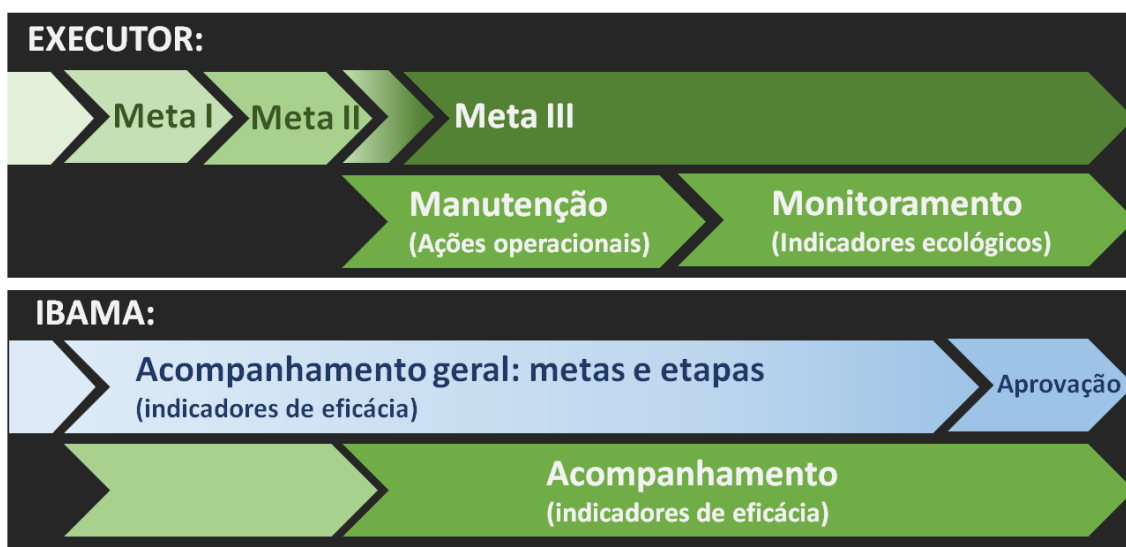 EXECUTOR:
Meta I
Meta II
Meta III
Manutenção
(Ações operacionais)
Monitoramento
(Indicadores ecológicos)
IBAMA:
Acompanhamento geral: metas e etapas
(indicadores de eficácia)
Aprovação
Acompanhamento
(indicadores de eficácia)